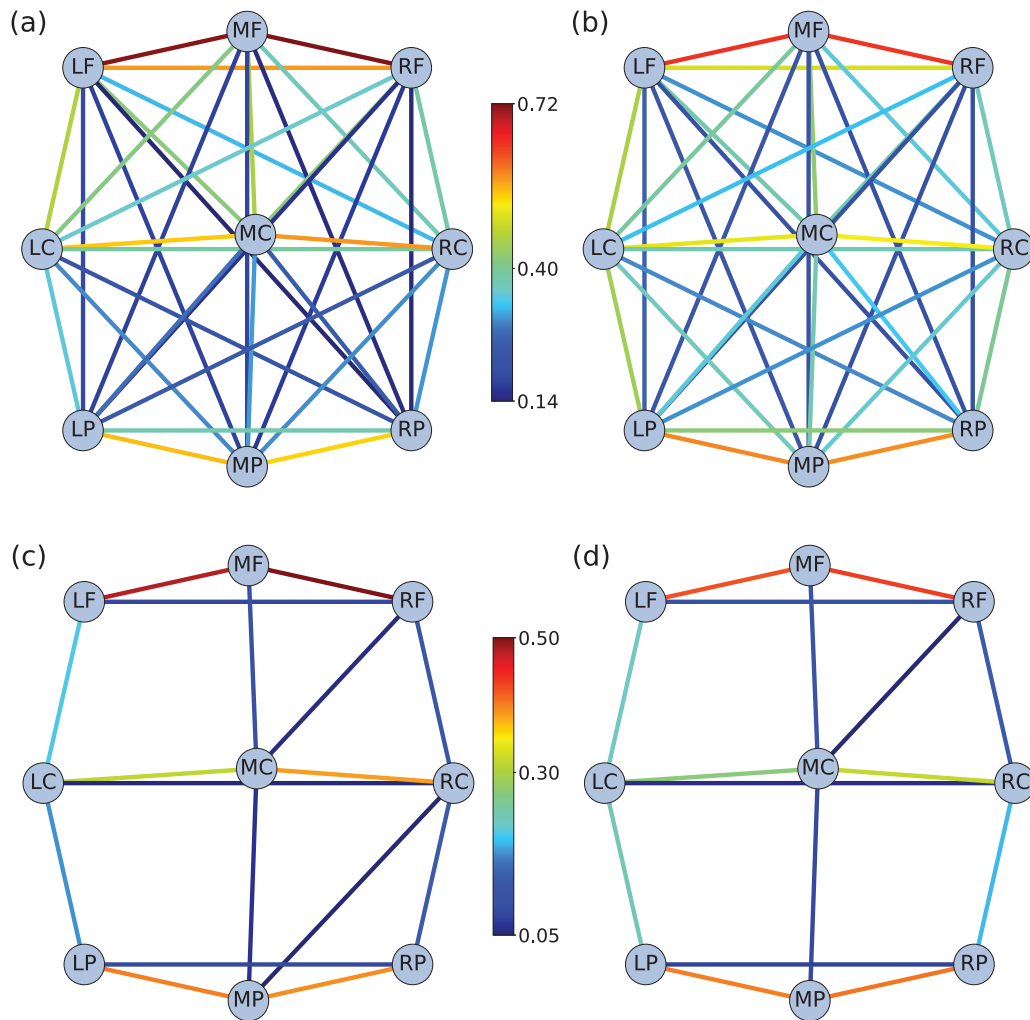 (a)
MF
LF
RF
LC
MC
RC
LP
RP
MP
0.72
0.40
0.14
(b)
MF
LF
RF
LC
MC
RC
LP
RP
MP
(c)
MF
LF
RF
LC
MC
RC
LP
RP
MP
0.50
0.30
0.05
(d)
MF
LF
RF
LC
MC
RC
LP
RP
MP